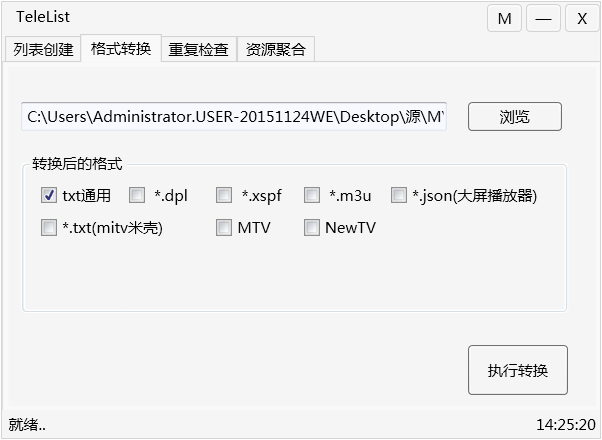 TeleList M — X
列表创建 格式转换 重复检查 资源聚合
C:\Users\Administrator.USER-20151124WE\Desktop\源\M\
浏览
转换后的格式
txt通用 *.dpl *.xspf *.m3u *.json(大屏播放器)
*.txt(mitv米壳) MTV NewTV
执行转换
就绪.. 14:25:20